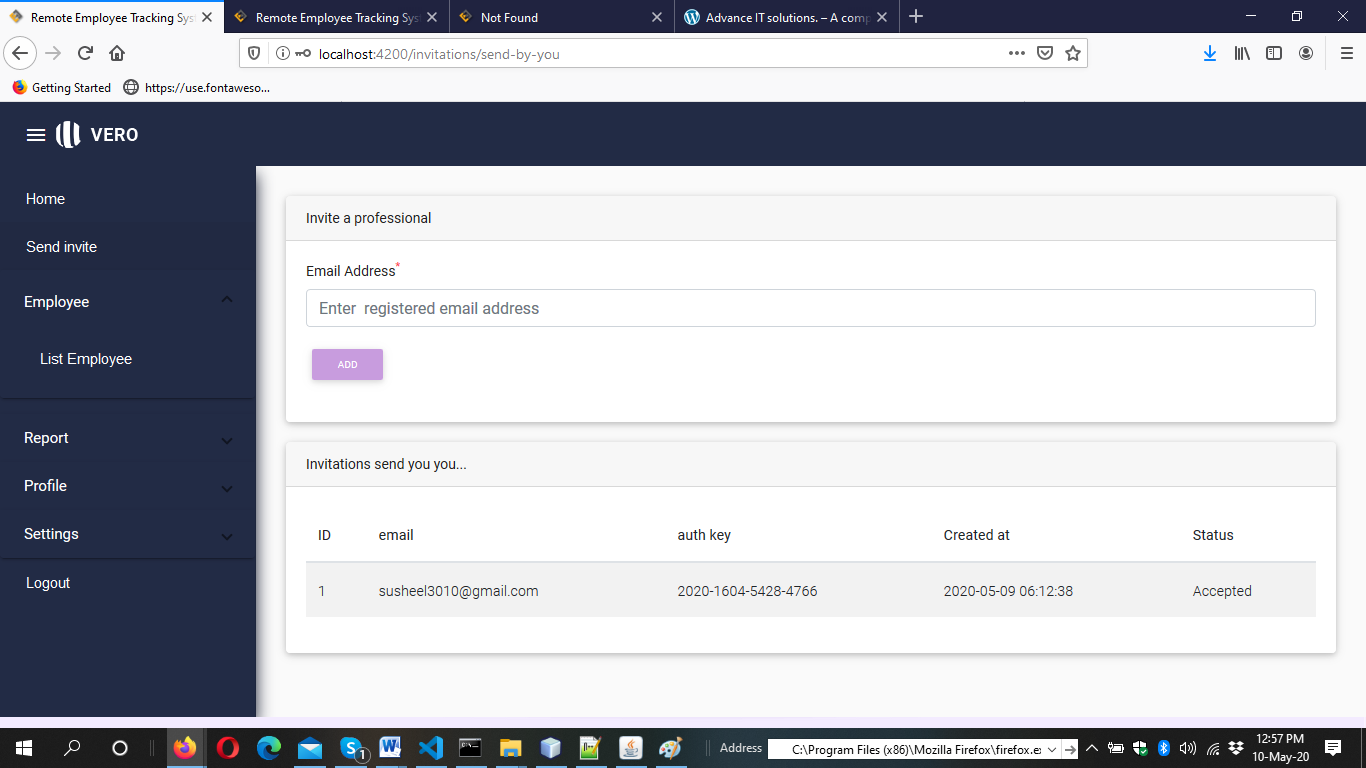 Remote Employee Tracking Sys
Remote Employee Tracking Sys
Not Found
Advance IT solutions. – A comp
localhost:4200/invitations/send-by-you
Getting Started
https://use.fontaweso...
VERO
Home
Send invite
Employee
List Employee
Report
Profile
Settings
Logout
Invite a professional
Email Address*
Enter  registered email address
ADD
Invitations send you you...
ID email auth key Created at Status
1 susheel3010@gmail.com 2020-1604-5428-4766 2020-05-09 06:12:38 Accepted
1
Address
C:\Program Files (x86)\Mozilla Firefox\firefox.ex
12:57 PM
10-May-20